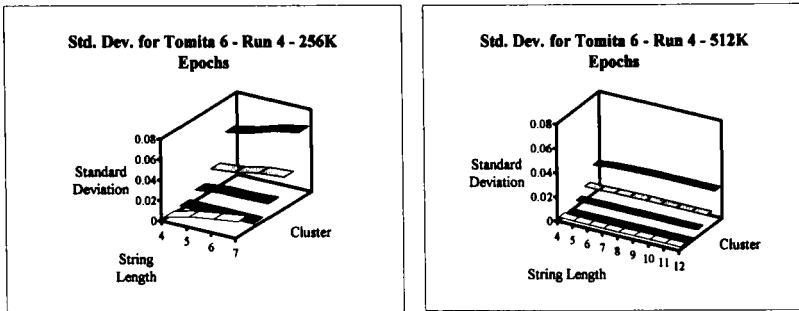 Std. Dev. for Tomita 6 - Run 4 - 256K
Epochs
0.08
0.06
0.04
0.02
0
Standard
Deviation
4
5
6
7
String
Length
Cluster
Std. Dev. for Tomita 6 - Run 4 - 512K
Epochs
0.08
0.06
0.04
0.02
0
Standard
Deviation
4 5 6 7 8 9 10 11 12
String Length
Cluster